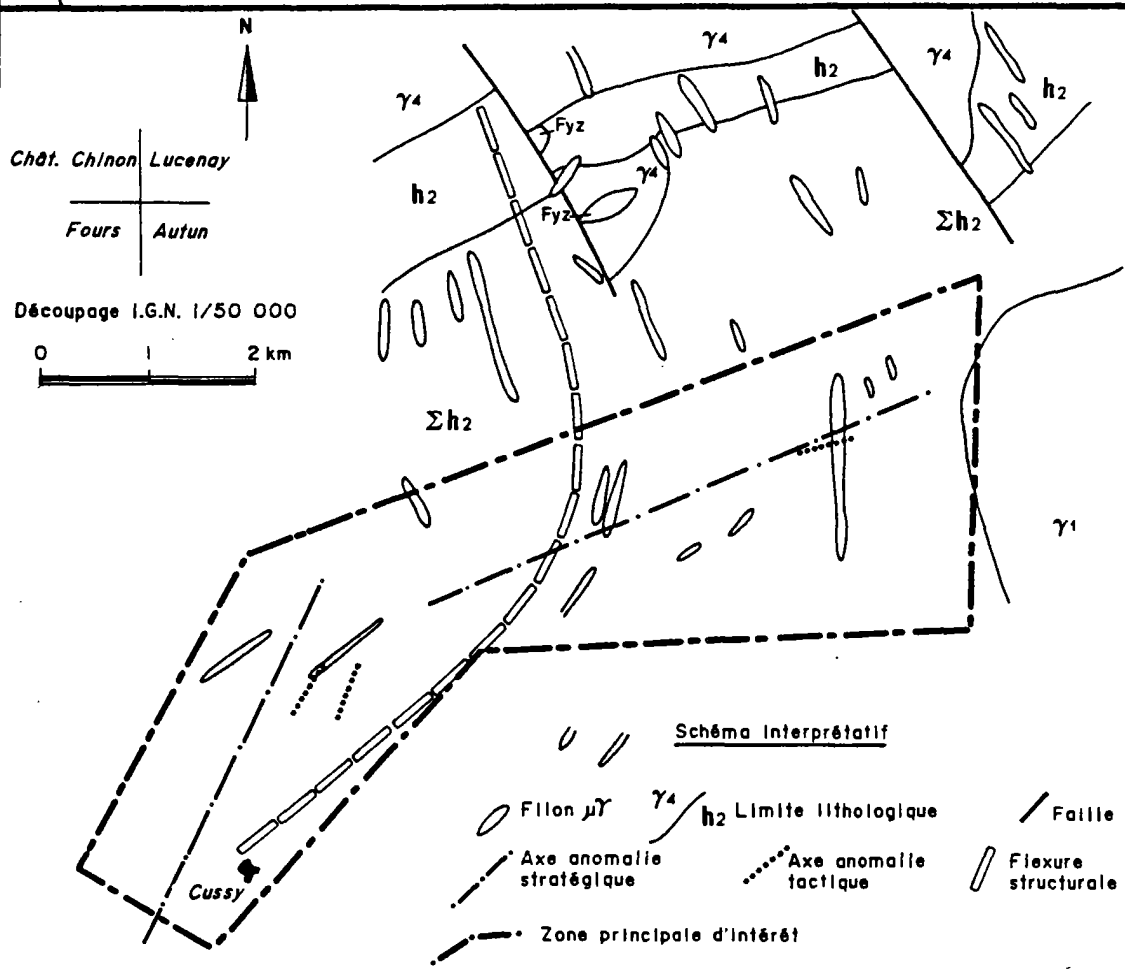 N
γ4
γ4
γ4
h2
h2
Fyz
Chât. Chinon Lucenay
γ4
h2
Fyz
Fours Autun
Σh2
Découpage I.G.N. 1/50 000
0 1 2 km
Σh2
γ1
Schéma Interprétatif
Filon μγ
γ4
h2 Limite lithologique
Faille
Axe anomalie
stratégique
Axe anomalie
tactique
Flexure
structurale
Cussy
Zone principale d'intérêt